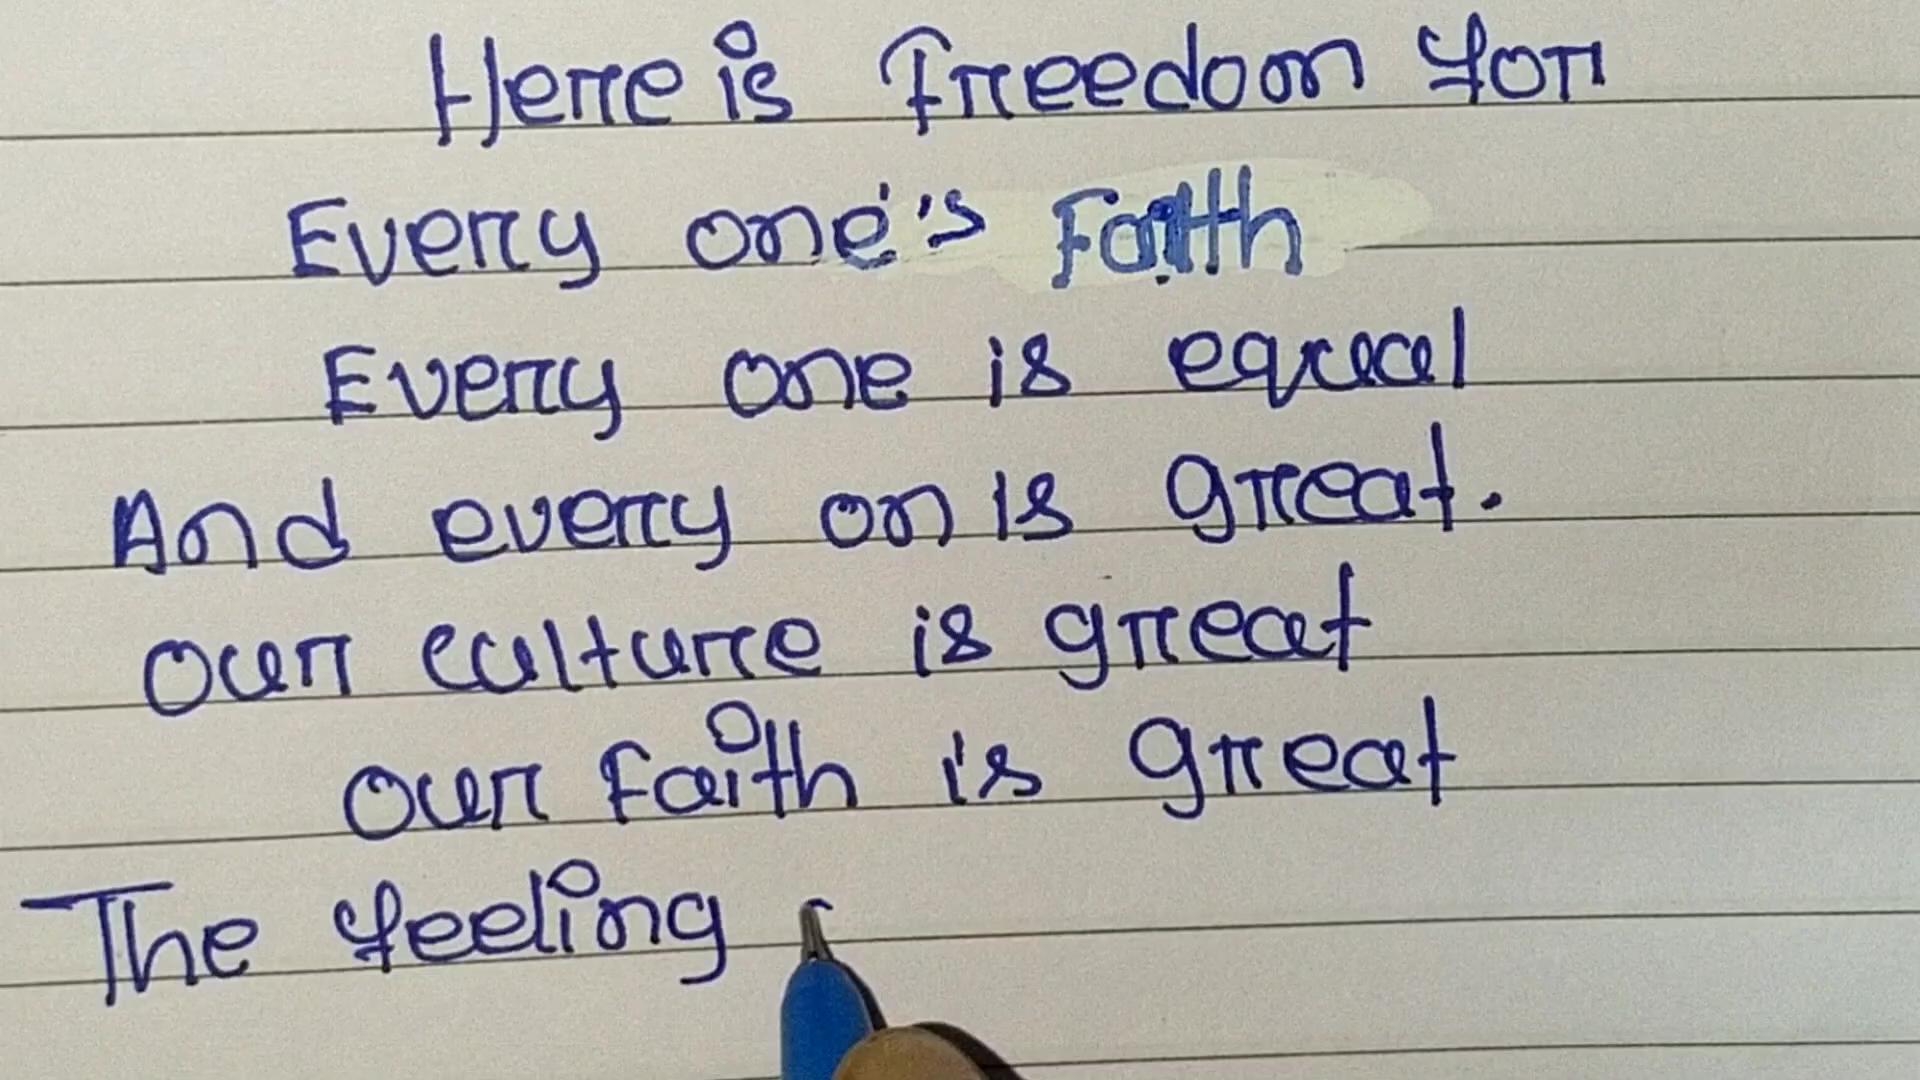 Here is Freedom for
Every one's Faith
Every one is equal
And every on is great.
our culture is great
our Faith is great
The feeling